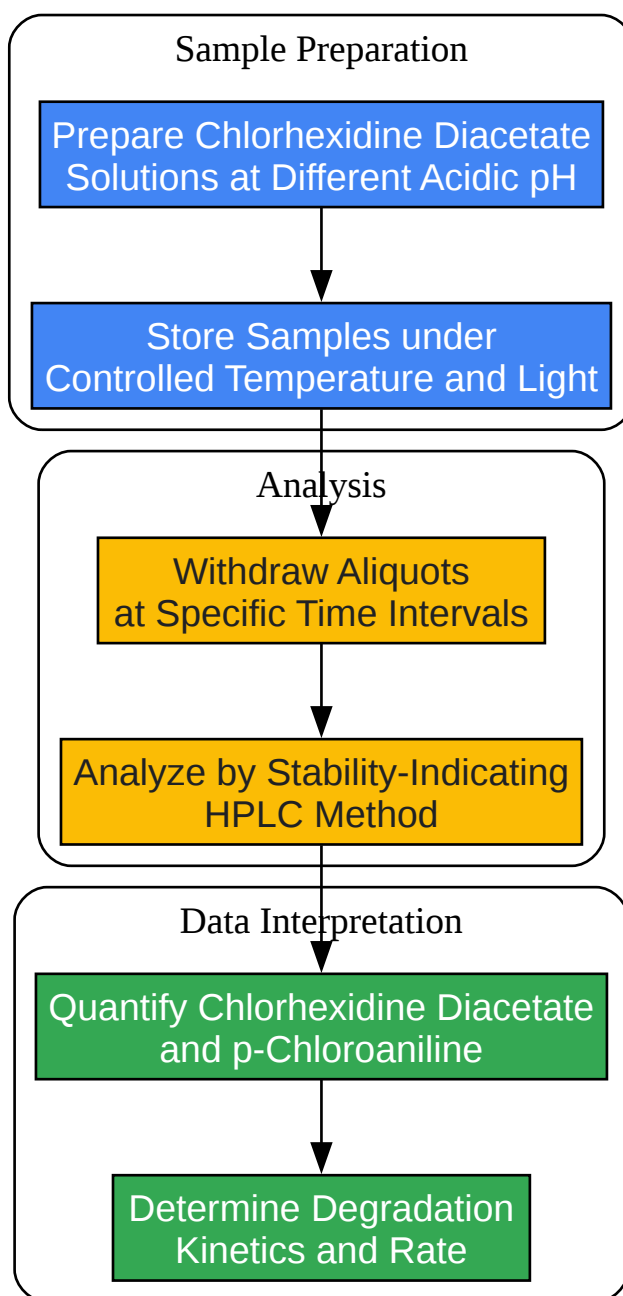 Sample Preparation
Prepare Chlorhexidine Diacetate
Solutions at Different Acidic pH
Store Samples under
Controlled Temperature and Light
Analysis
Withdraw Aliquots
at Specific Time Intervals
Analyze by Stability-Indicating
HPLC Method
Data Interpretation
Quantify Chlorhexidine Diacetate
and p-Chloroaniline
Determine Degradation
Kinetics and Rate